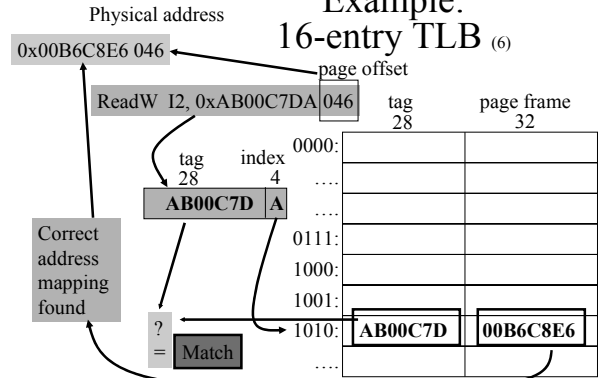 Example:
16-entry TLB (6)
Physical address
0x00B6C8E6 046
page offset
ReadW I2, 0xAB00C7DA 046
tag page frame
28 32
0000:
....
....
0111:
1000:
1001:
1010: AB00C7D 00B6C8E6
....
tag index
28 4
AB00C7D A
Correct
address
mapping
found
?
= Match